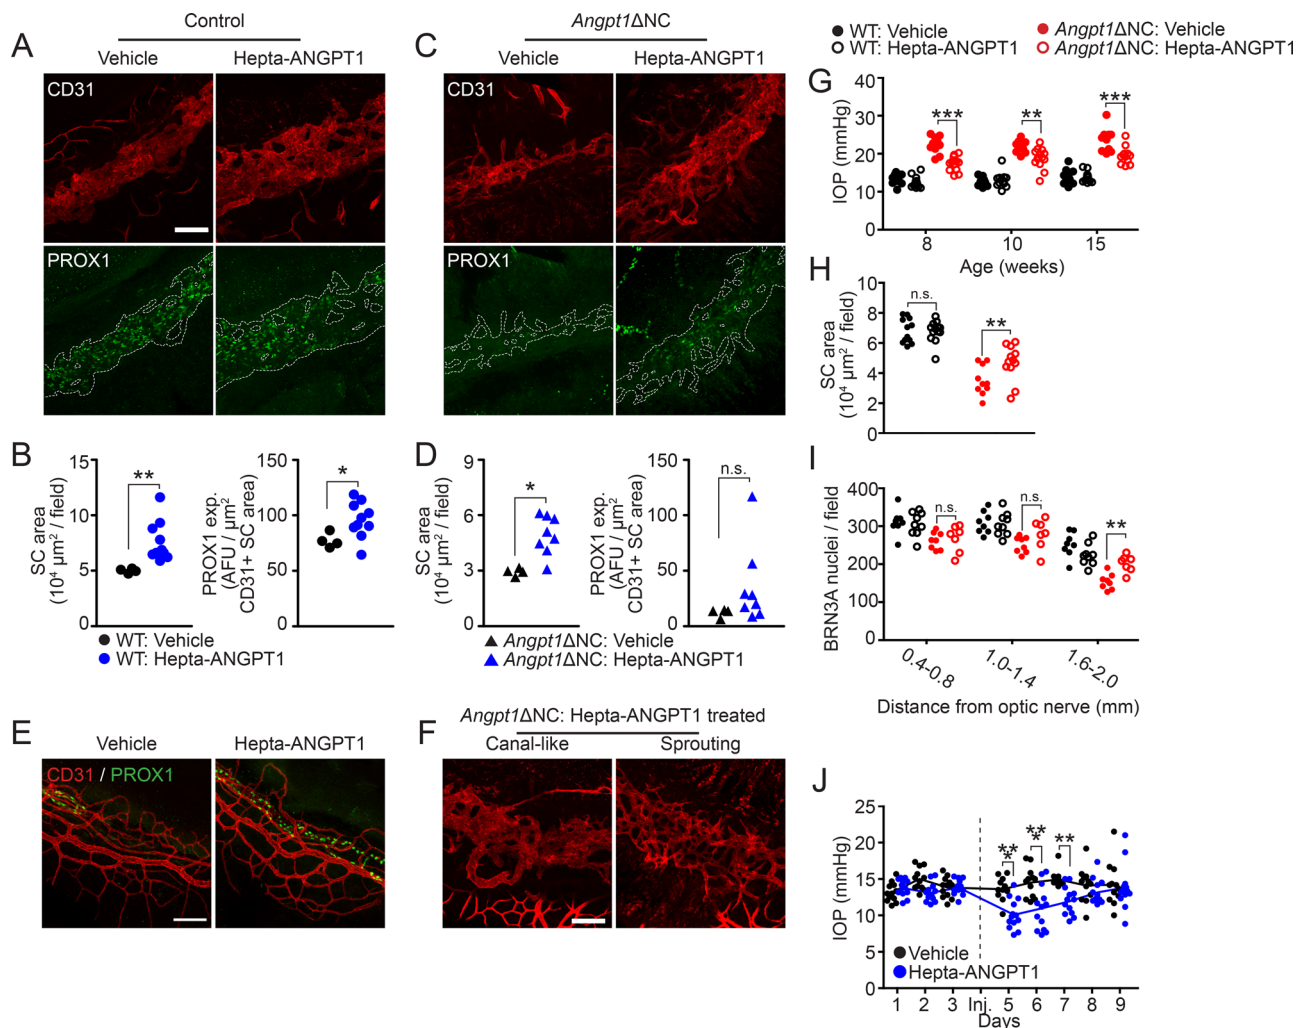 Control
A
Vehicle
Hepta-ANGPT1
CD31
PROX1
Angpt1ΔNC
C
Vehicle
Hepta-ANGPT1
CD31
PROX1
WT: Vehicle
WT: Hepta-ANGPT1
Angpt1ΔNC: Vehicle
Angpt1ΔNC: Hepta-ANGPT1
G
IOP (mmHg)
40
30
20
10
0
***
**
***
8
10
15
Age (weeks)
H
SC area
(10⁴ µm² / field)
10
8
6
4
2
0
n.s.
**
B
SC area
(10⁴ µm² / field)
15
10
5
0
**
PROX1 exp.
(AFU / µm²
CD31+ SC area)
150
100
50
0
*
WT: Vehicle
WT: Hepta-ANGPT1
D
SC area
(10⁴ µm² / field)
9
6
3
0
*
PROX1 exp.
(AFU / µm²
CD31+ SC area)
150
100
50
0
n.s.
Angpt1ΔNC: Vehicle
Angpt1ΔNC: Hepta-ANGPT1
I
BRN3A nuclei / field
400
300
200
100
0
n.s.
n.s.
**
0.4-0.8
1.0-1.4
1.6-2.0
Distance from optic nerve (mm)
E
Vehicle
Hepta-ANGPT1
CD31 / PROX1
F
Angpt1ΔNC: Hepta-ANGPT1 treated
Canal-like
Sprouting
J
IOP (mmHg)
25
20
15
10
5
0
***
***
**
Vehicle
Hepta-ANGPT1
1
2
3
Inj.
5
6
7
8
9
Days